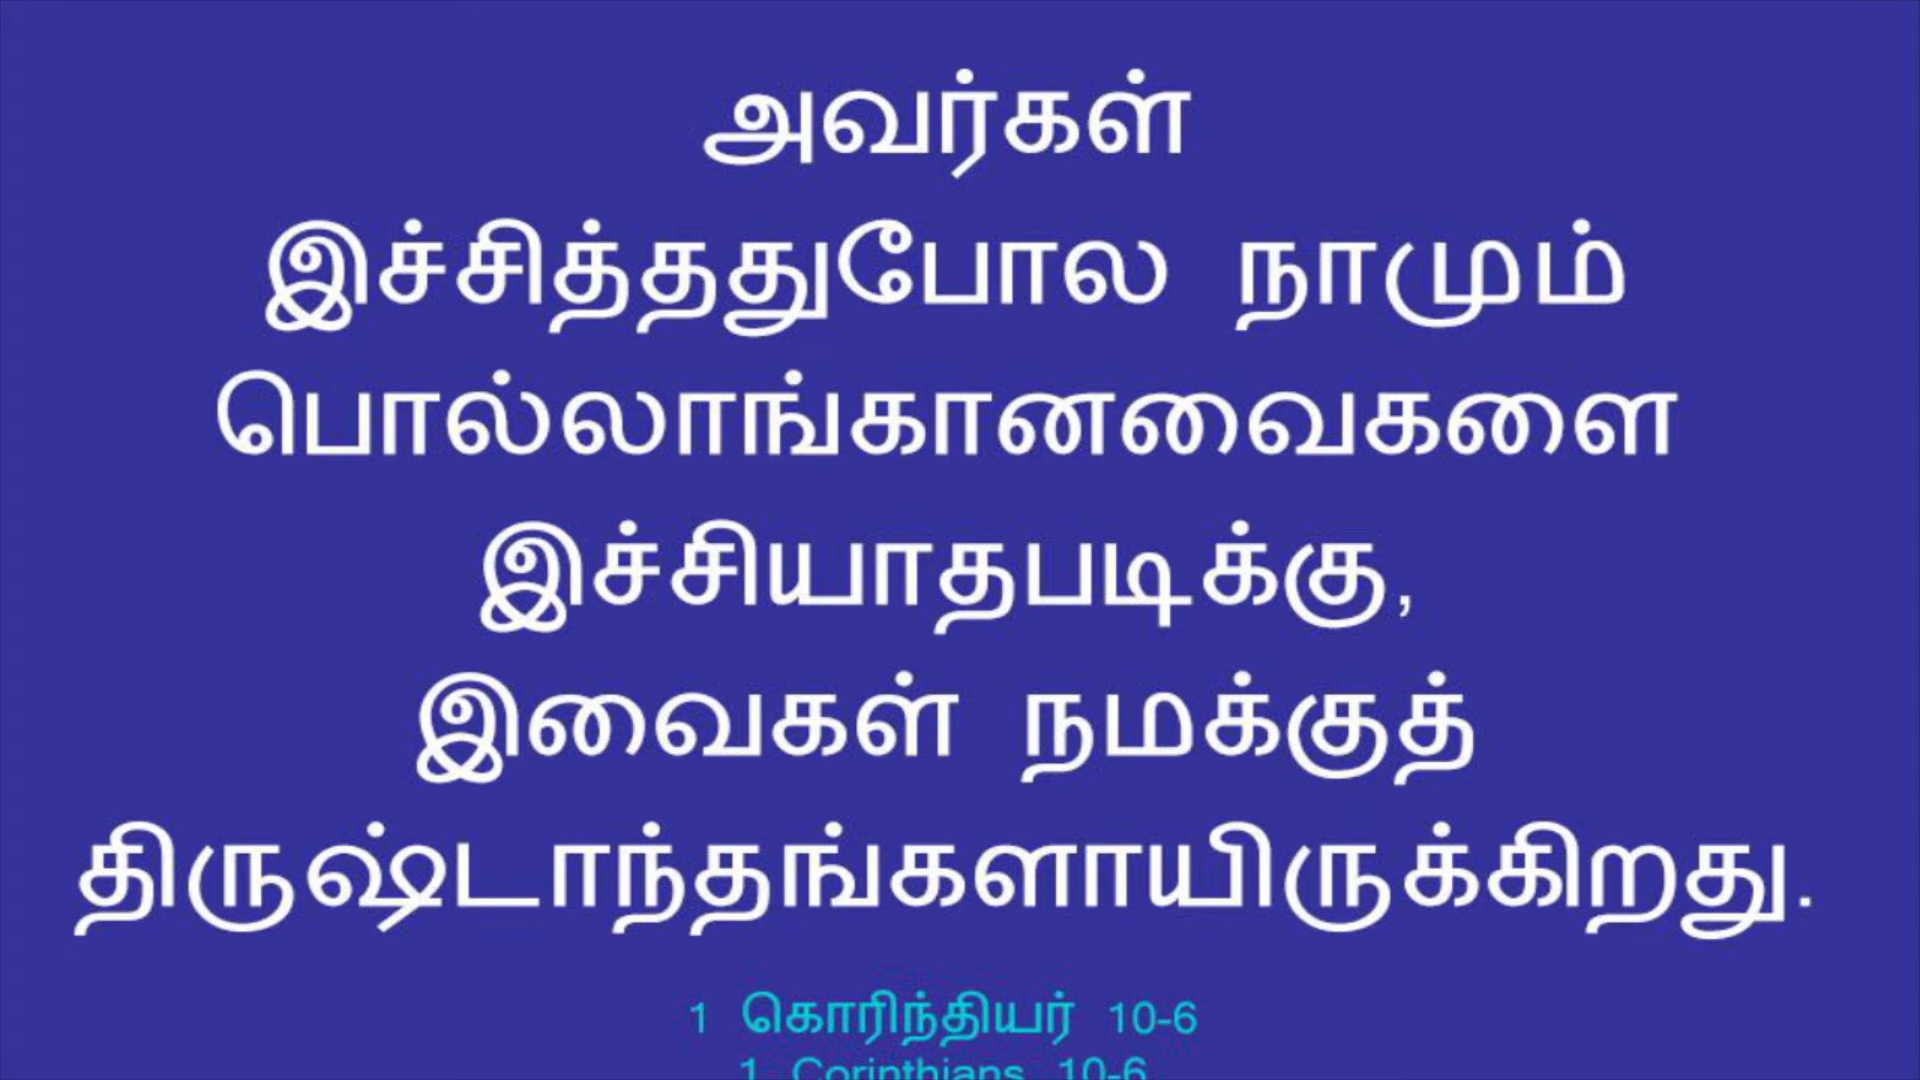 அவர்கள்
இச்சித்ததுபோல நாமும்
பொல்லாங்கானவைகளை
இச்சியாதபடிக்கு,
இவைகள் நமக்குத்
திருஷ்டாந்தங்களாயிருக்கிறது.
1 கொரிந்தியர் 10-6
1 Corinthians 10-6